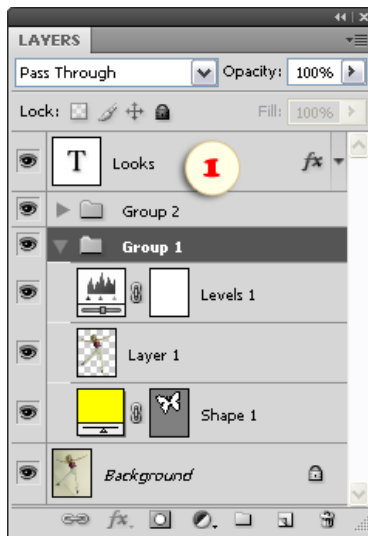 LAYERS
Pass Through Opacity: 100%
Lock: Fill: 100%
T Looks 1 fx
Group 2
Group 1
Levels 1
Layer 1
Shape 1
Background
fx.